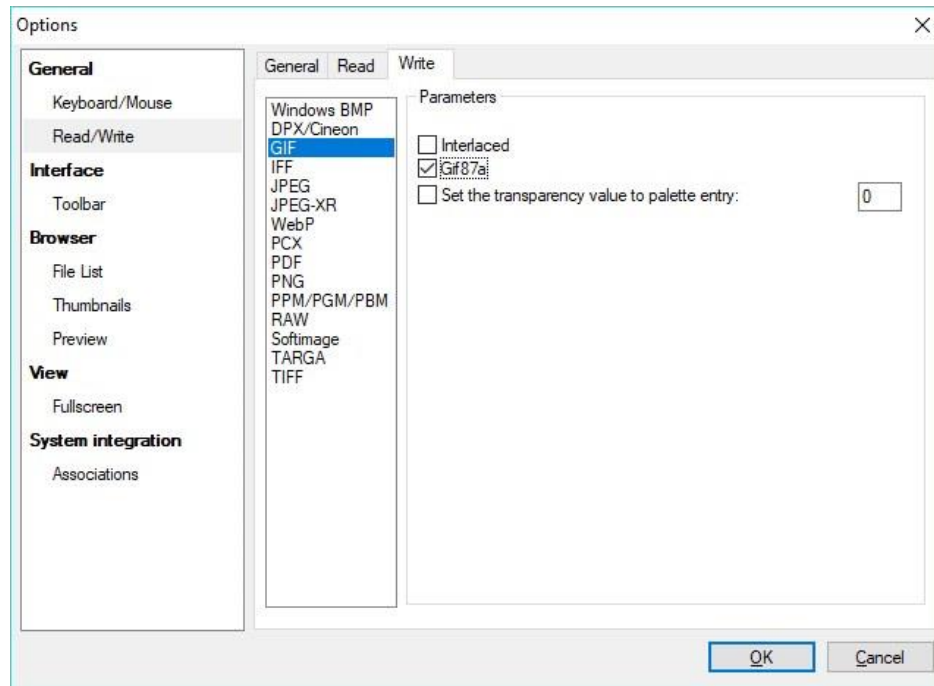 Options
General
Keyboard/Mouse
Read/Write
Interface
Toolbar
Browser
File List
Thumbnails
Preview
View
Fullscreen
System integration
Associations
General Read Write
Windows BMP
DPX/Cineon
GIF
IFF
JPEG
JPEG-XR
WebP
PCX
PDF
PNG
PPM/PGM/PBM
RAW
Softimage
TARGA
TIFF
Parameters
Interlaced
Gif87a
Set the transparency value to palette entry: 0
OK Cancel